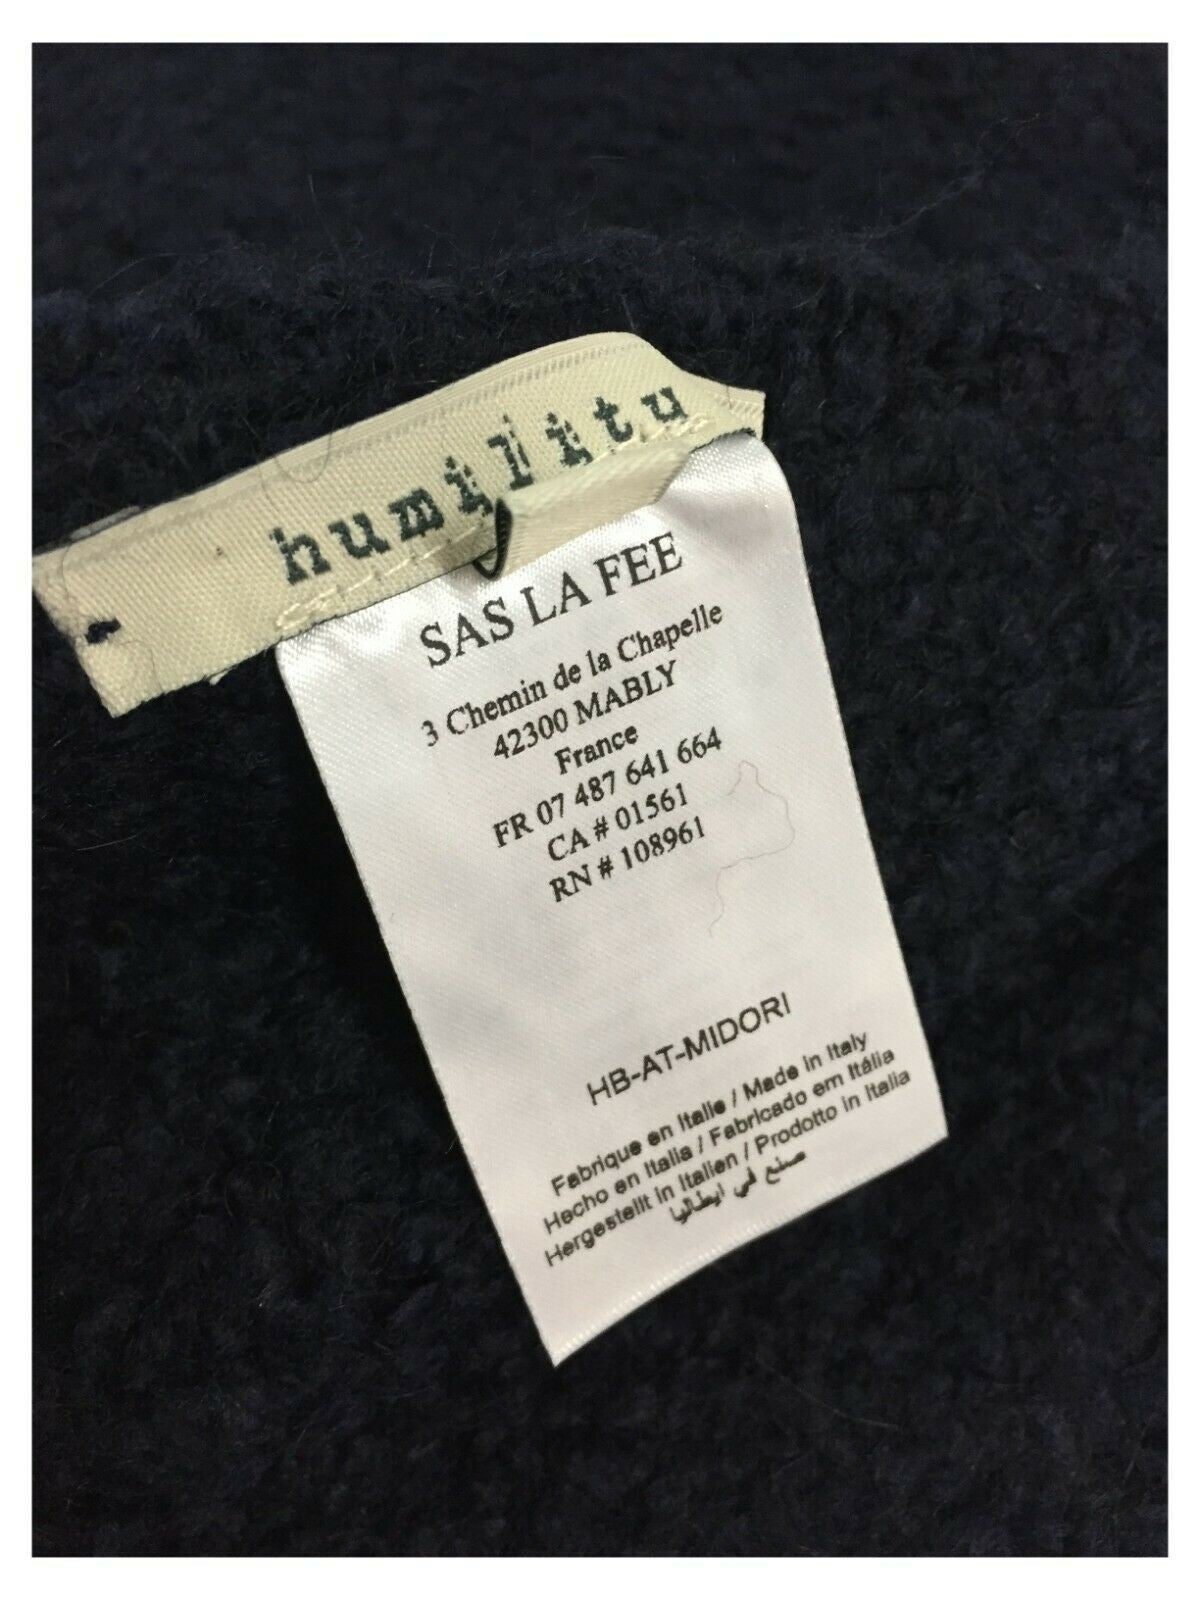 humilitu
SAS LA FEE
3 Chemin de la Chapelle
42300 MABLY
France
FR 07 487 641 664
CA # 01561
RN # 108961
HB-AT-MIDORI
Fabrique en Italie / Made in Italy
Hecho en Italia / Fabricado em Itália
Hergestellt in Italien / Prodotto in Italia
صنع في ايطاليا